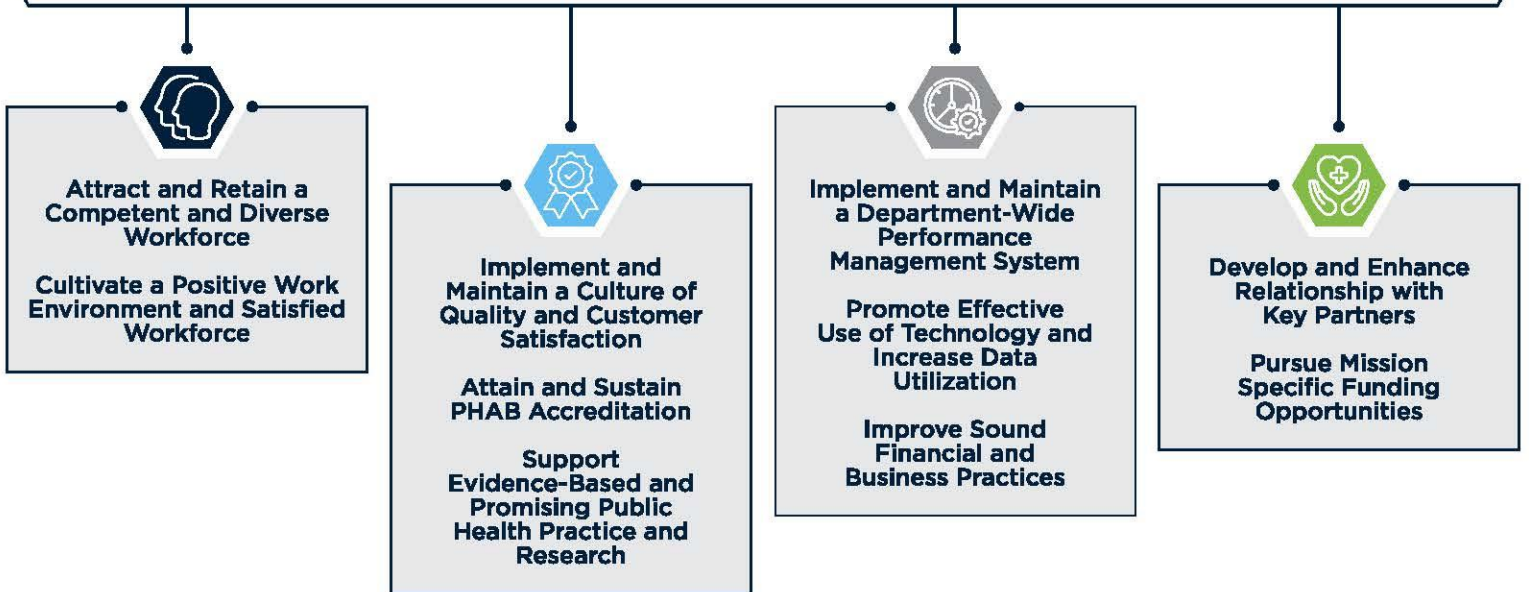 Attract and Retain a
Competent and Diverse
Workforce
Cultivate a Positive Work
Environment and Satisfied
Workforce
Implement and
Maintain a Culture of
Quality and Customer
Satisfaction
Attain and Sustain
PHAB Accreditation
Support
Evidence-Based and
Promising Public
Health Practice and
Research
Implement and Maintain
a Department-Wide
Performance
Management System
Promote Effective
Use of Technology and
Increase Data
Utilization
Improve Sound
Financial and
Business Practices
Develop and Enhance
Relationship with
Key Partners
Pursue Mission
Specific Funding
Opportunities